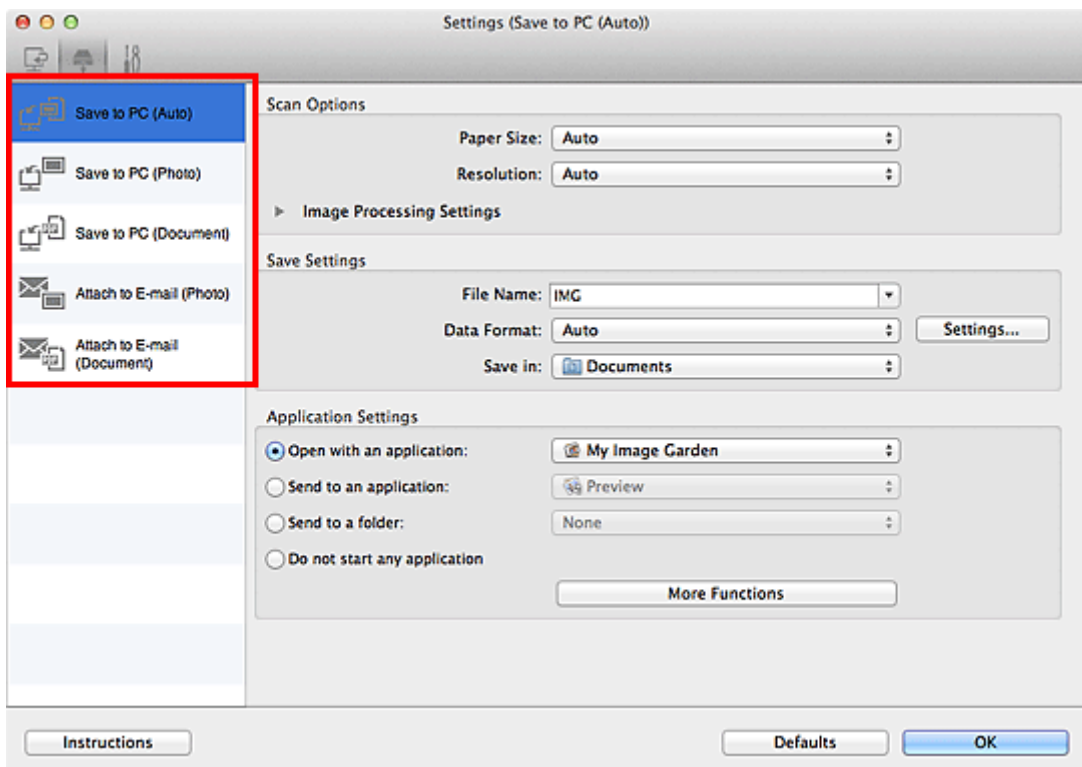 Settings (Save to PC (Auto))
Save to PC (Auto)
Save to PC (Photo)
Save to PC (Document)
Attach to E-mail (Photo)
Attach to E-mail
(Document)
Scan Options
Paper Size: Auto
Resolution: Auto
Image Processing Settings
Save Settings
File Name: IMG
Data Format: Auto Settings...
Save in: Documents
Application Settings
Open with an application: My Image Garden
Send to an application: Preview
Send to a folder: None
Do not start any application
More Functions
Instructions Defaults OK